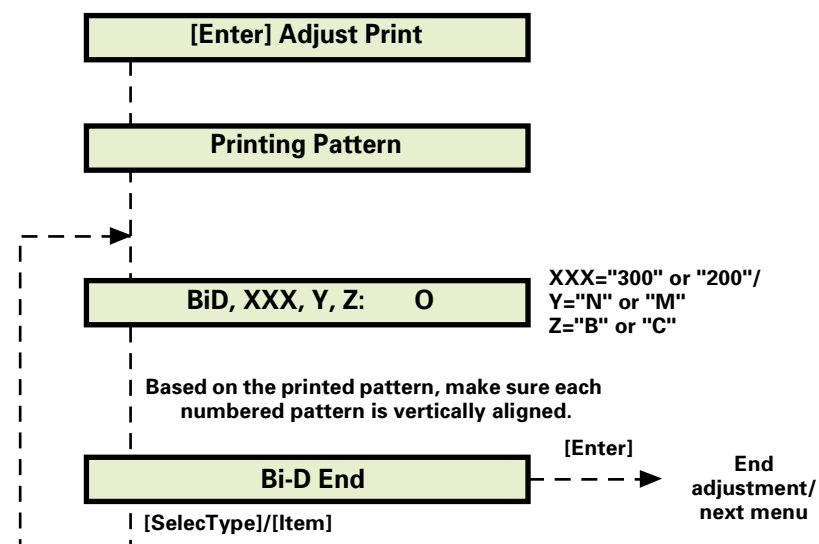 [Enter] Adjust Print
Printing Pattern
BiD, XXX, Y, Z: O
XXX="300" or "200"/
Y="N" or "M"
Z="B" or "C"
Based on the printed pattern, make sure each
numbered pattern is vertically aligned.
Bi-D End
[Enter]
End
adjustment/
next menu
[SelecType]/[Item]